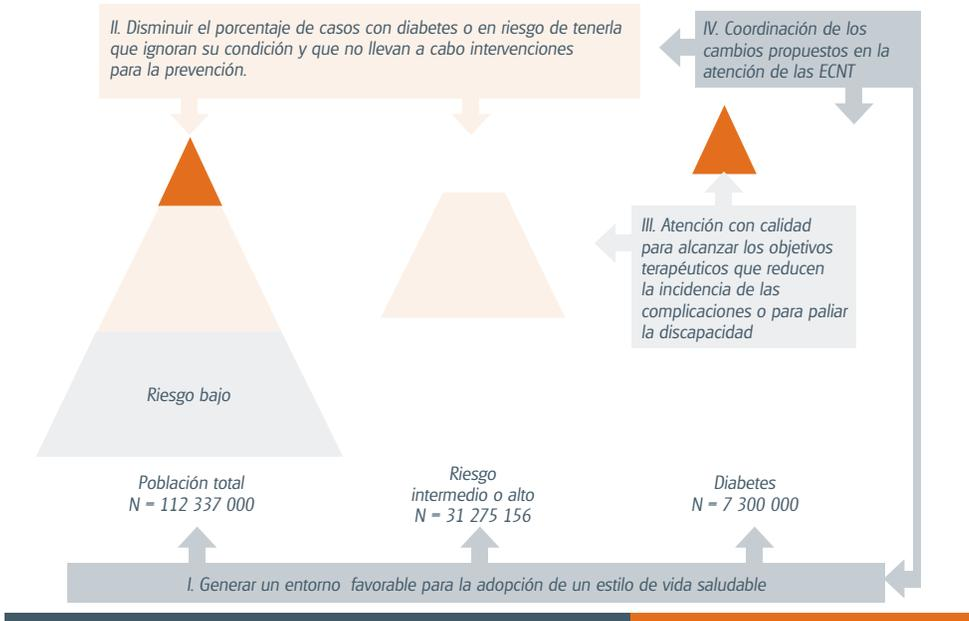 II. Disminuir el porcentaje de casos con diabetes o en riesgo de tenerla
que ignoran su condición y que no llevan a cabo intervenciones
para la prevención.
IV. Coordinación de los
cambios propuestos en la
atención de las ECNT
III. Atención con calidad
para alcanzar los objetivos
terapéuticos que reducen
la incidencia de las
complicaciones o para paliar
la discapacidad
Riesgo bajo
Población total
N = 112 337 000
Riesgo
intermedio o alto
N = 31 275 156
Diabetes
N = 7 300 000
I. Generar un entorno favorable para la adopción de un estilo de vida saludable